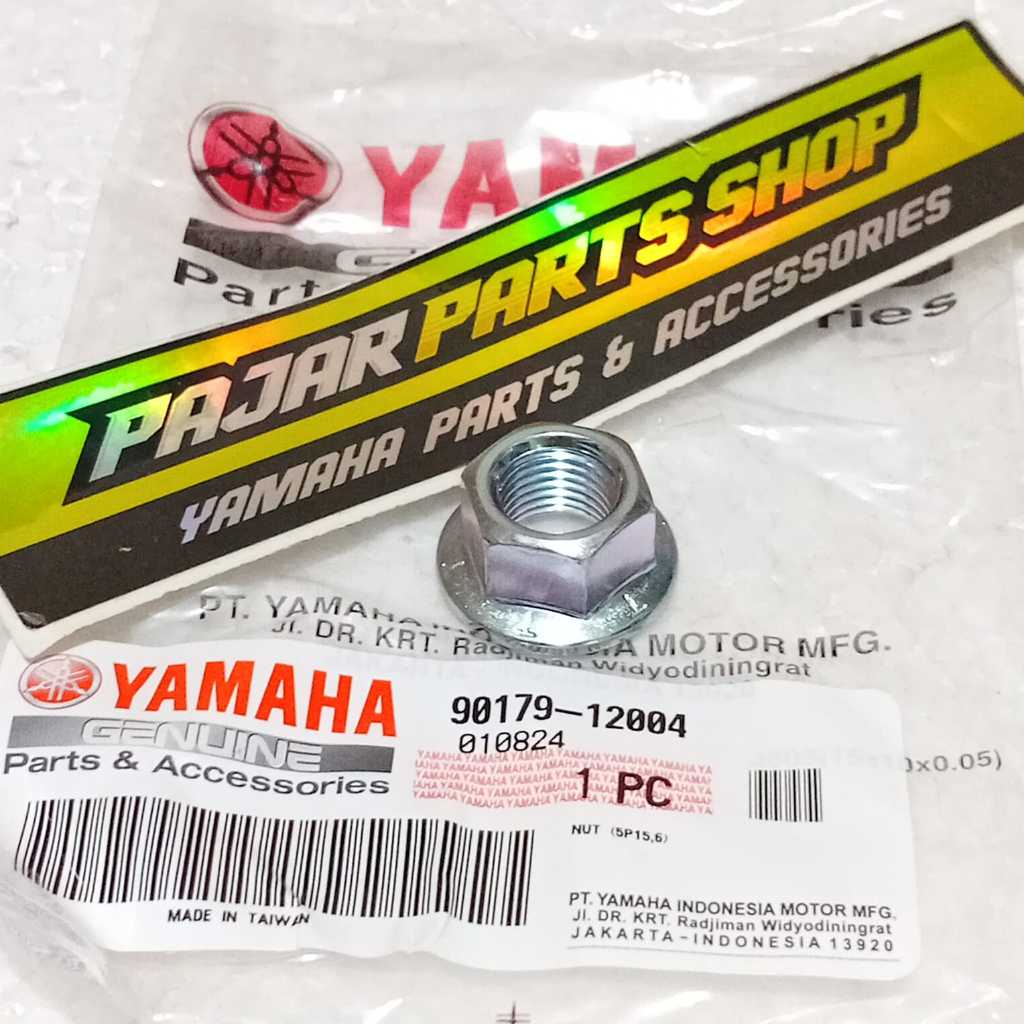 YAM
Part
ries
PAJAR PARTS SHOP
YAMAHA PARTS & ACCESSORIES
PT. YAMAHA MOTOR MFG.
Jl. DR. KRT. Radjiman Widyodiningrat
YAMAHA
GENUINE
Parts & Accessories
90179-12004
010824
1 PC
NUT (5P15,6)
MADE IN TAIWAN
PT. YAMAHA INDONESIA MOTOR MFG.
Jl. DR. KRT. Radjiman Widyodiningrat
JAKARTA-INDONESIA 13920